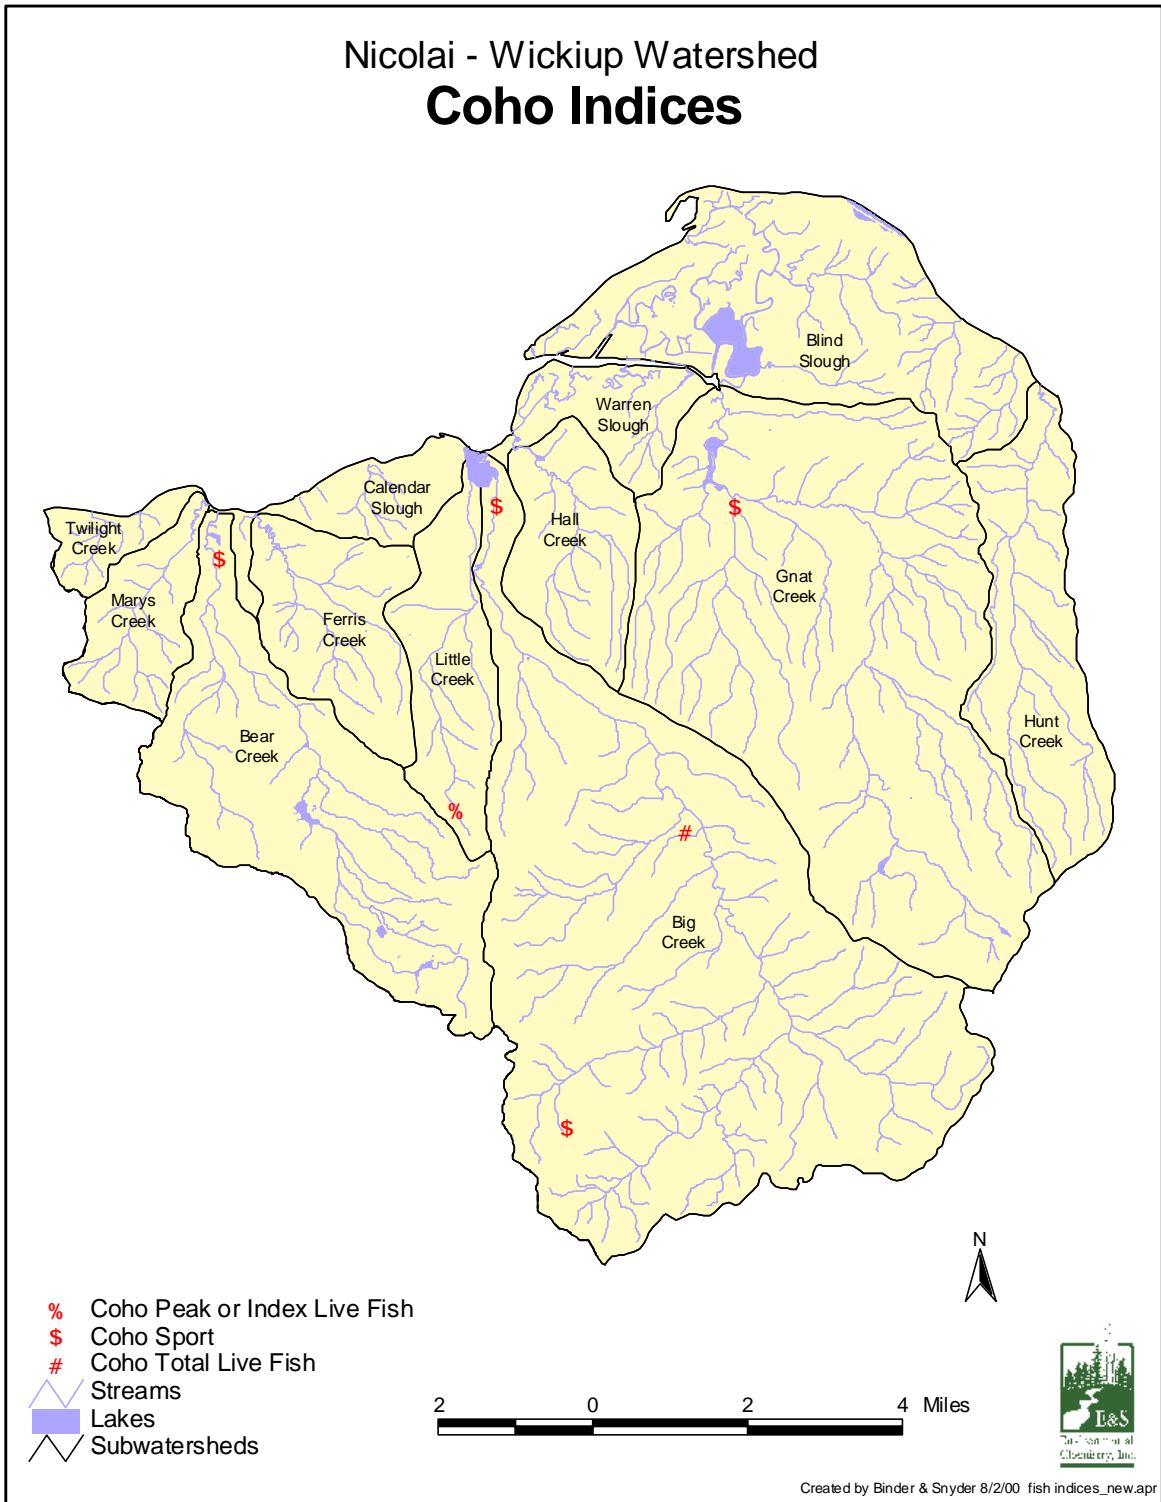 Nicolai - Wickiup Watershed
Coho Indices
Blind
Slough
Warren
Slough
Calendar
Slough
Twilight
Creek
Hall
Creek
Gnat
Creek
Marys
Creek
Ferris
Creek
Little
Creek
Bear
Creek
Hunt
Creek
Big
Creek
$
$
$
%
#
$
N
% Coho Peak or Index Live Fish
$ Coho Sport
# Coho Total Live Fish
Streams
Lakes
Subwatersheds
2 0 2 4 Miles
E&S
Environmental
Chemistry, Inc.
Created by Binder & Snyder 8/2/00 fish indices_new.apr